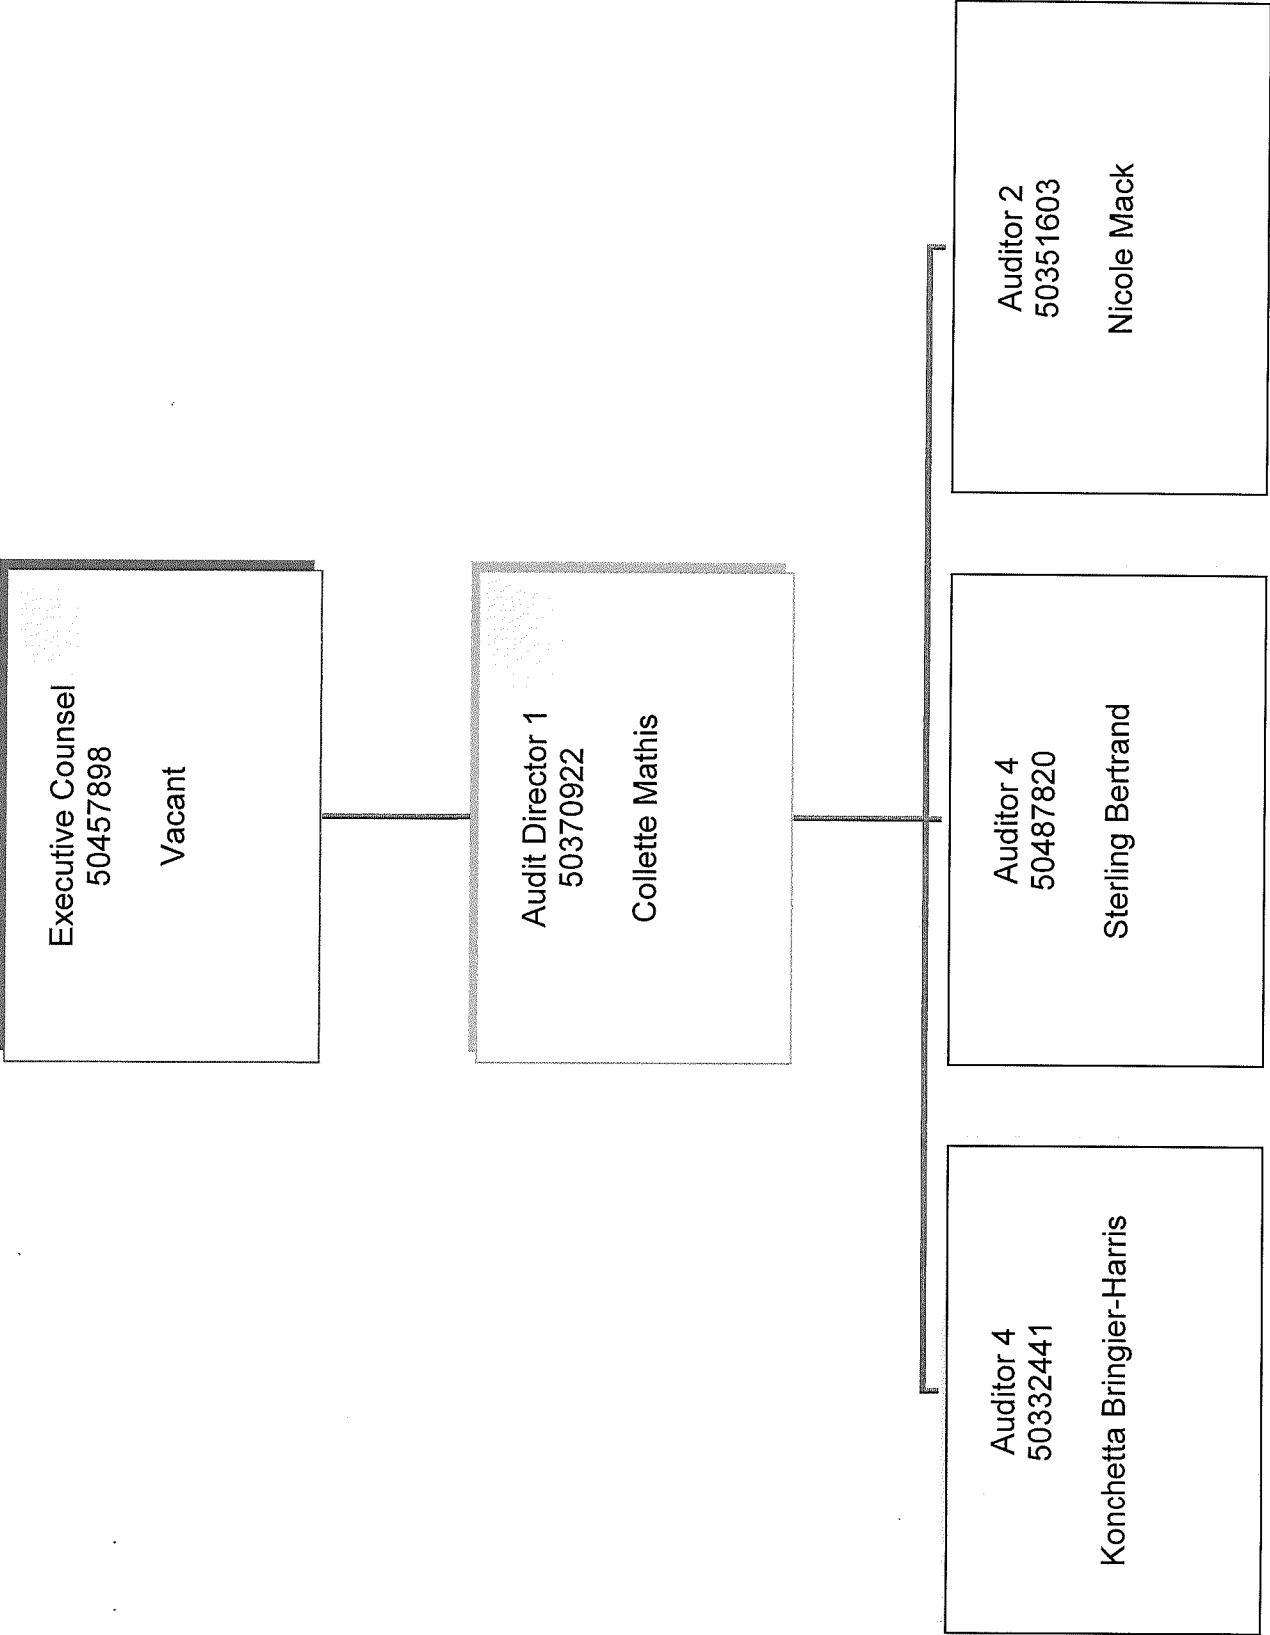 Executive Counsel
50457898
Vacant
Audit Director 1
50370922
Collette Mathis
Auditor 4
50332441
Konchetta Bringier-Harris
Auditor 4
50487820
Sterling Bertrand
Auditor 2
50351603
Nicole Mack